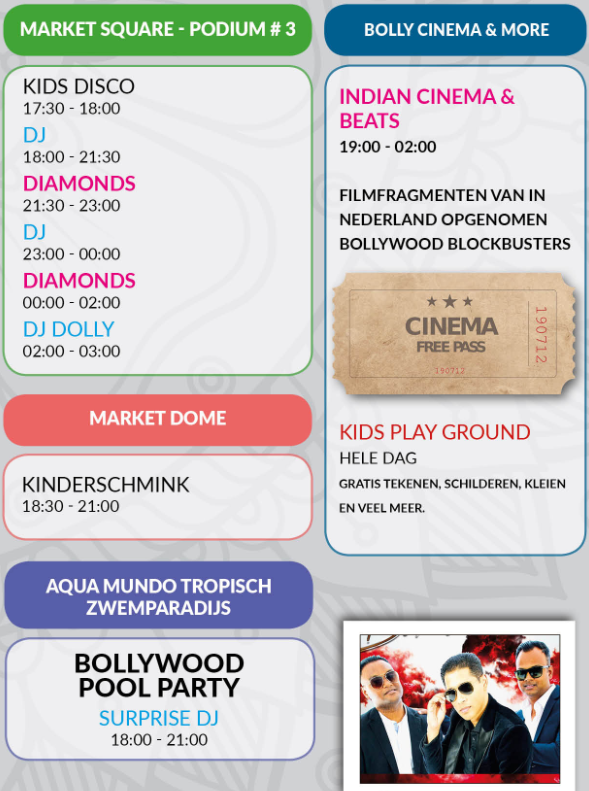 MARKET SQUARE - PODIUM # 3
KIDS DISCO
17:30 - 18:00
DJ
18:00 - 21:30
DIAMONDS
21:30 - 23:00
DJ
23:00 - 00:00
DIAMONDS
00:00 - 02:00
DJ DOLLY
02:00 - 03:00
MARKET DOME
KINDERSCHMINK
18:30 - 21:00
AQUA MUNDO TROPISCH
ZWEMPARADIJS
BOLLYWOOD
POOL PARTY
SURPRISE DJ
18:00 - 21:00
BOLLY CINEMA & MORE
INDIAN CINEMA &
BEATS
19:00 - 02:00
FILMFRAGMENTEN VAN IN
NEDERLAND OPGENOMEN
BOLLYWOOD BLOCKBUSTERS
CINEMA
FREE PASS
190712
190712
KIDS PLAY GROUND
HELE DAG
GRATIS TEKENEN, SCHILDEREN, KLEIEN
EN VEEL MEER.